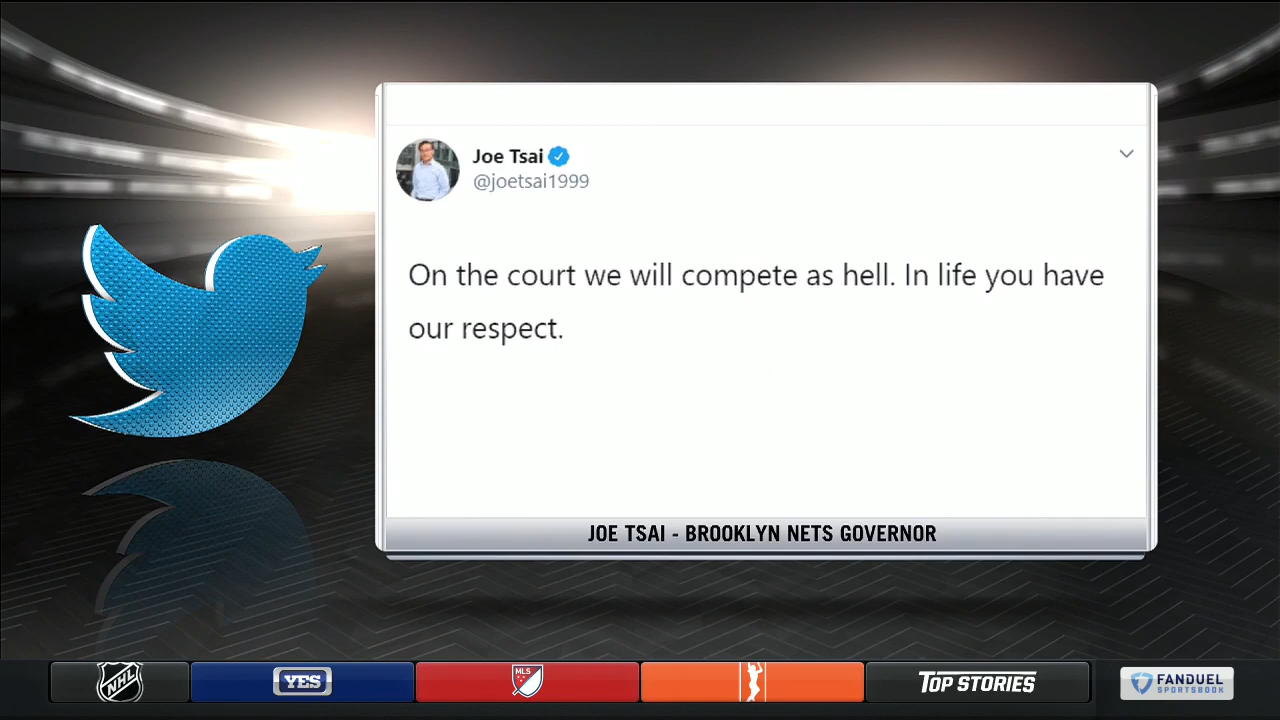 Joe Tsai
@joetsai1999
On the court we will compete as hell. In life you have
our respect.
JOE TSAI - BROOKLYN NETS GOVERNOR
NHL
YES
MLS
TOP STORIES
FANDUEL
SPORTSBOOK